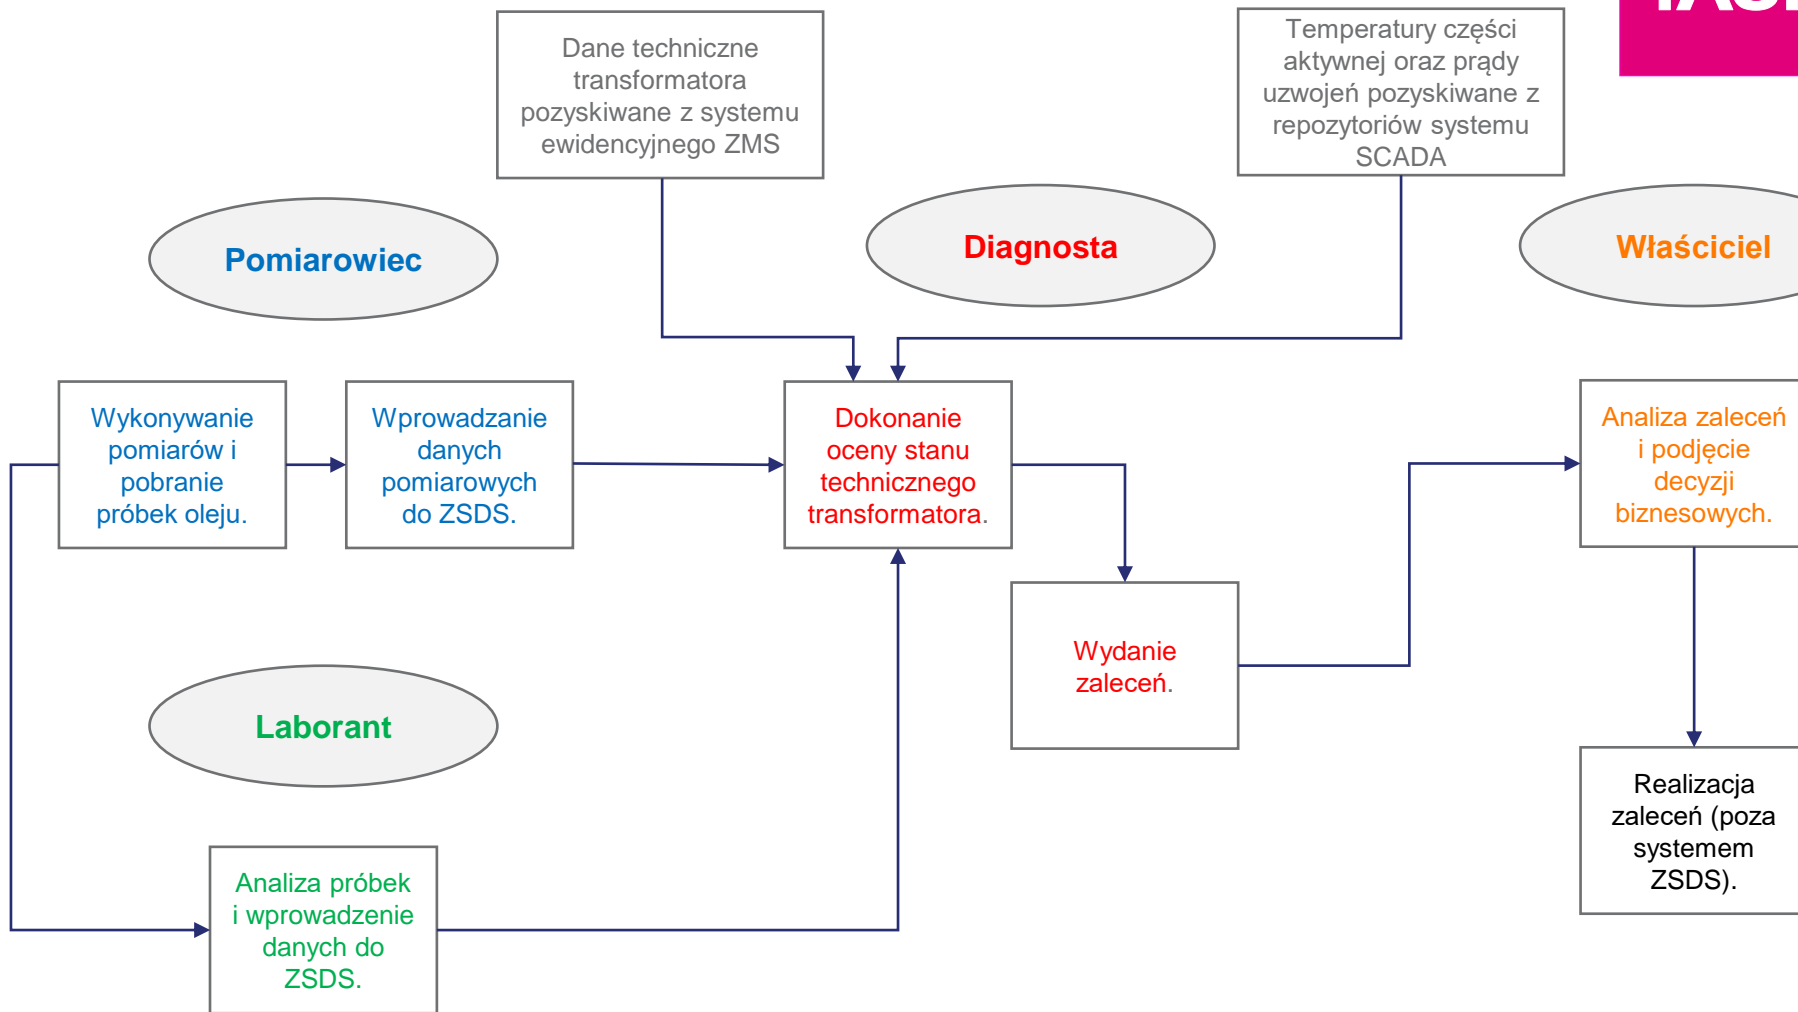 Dane techniczne
transformatora
pozyskiwane z systemu
ewidencyjnego ZMS
Temperatury części
aktywnej oraz prądy
uzwojeń pozyskiwane z
repozytoriów systemu
SCADA
Pomiarowiec
Diagnosta
Właściciel
Wykonywanie
pomiarów i
pobranie
próbek oleju.
Wprowadzanie
danych
pomiarowych
do ZSDS.
Dokonanie
oceny stanu
technicznego
transformatora.
Analiza zaleceń
i podjęcie
decyzji
biznesowych.
Wydanie
zaleceń.
Laborant
Realizacja
zaleceń (poza
systemem
ZSDS).
Analiza próbek
i wprowadzenie
danych do
ZSDS.